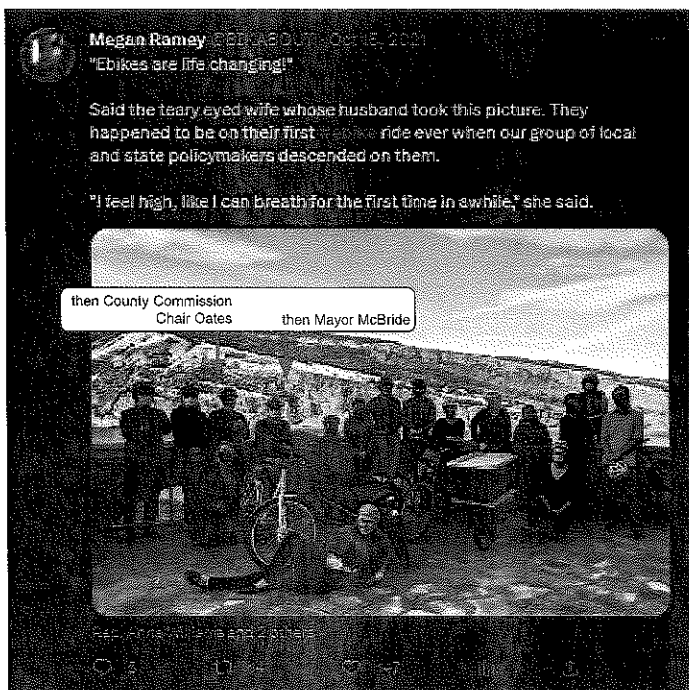 Megan Ramey
"Ebikes are life changing!"
Said the teary eyed wife whose husband took this picture. They
happened to be on their first ride ever when our group of local
and state policymakers descended on them.
"I feel high, like I can breath for the first time in awhile," she said.
then County Commission
Chair Oates
then Mayor McBride